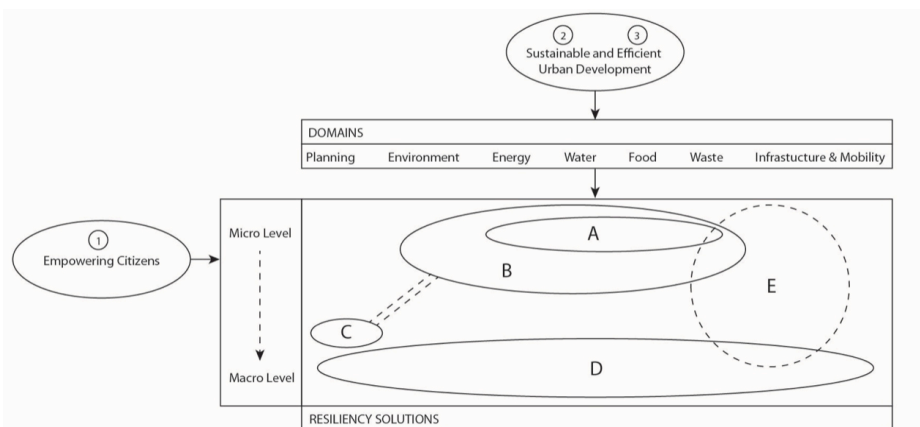 2 3
Sustainable and Efficient
Urban Development
DOMAINS
Planning Environment Energy Water Food Waste Infrastucture & Mobility
1
Empowering Citizens
Micro Level
Macro Level
A
B
E
C
D
RESILIENCY SOLUTIONS